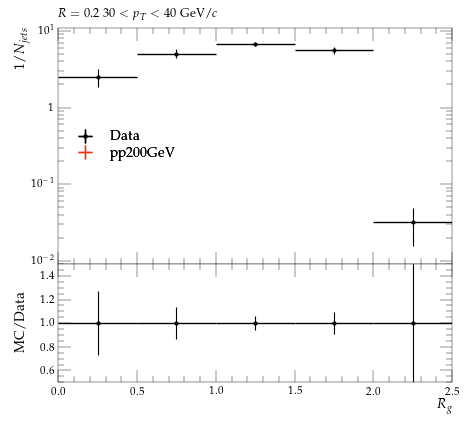 R = 0.2 30 < p_T < 40 GeV/c
1/N_jets
10^1
1
10^−1
10^−2
Data
pp200GeV
MC/Data
1.4
1.2
1.0
0.8
0.6
0.0 0.5 1.0 1.5 2.0 2.5
R_g